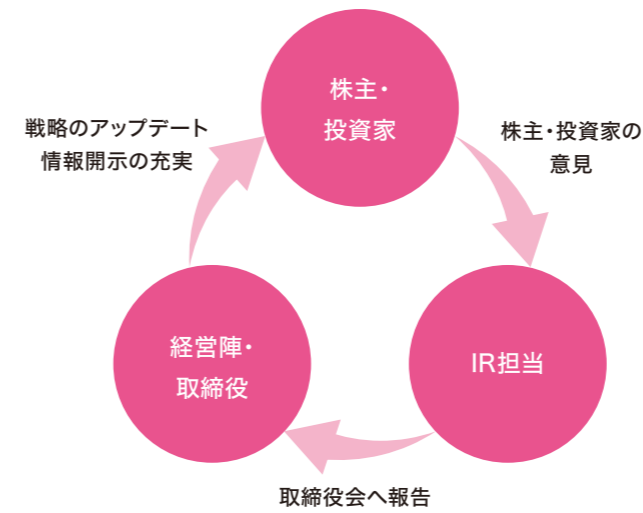 株主・
投資家
戦略のアップデート
情報開示の充実
株主・投資家の
意見
経営陣・
取締役
IR担当
取締役会へ報告